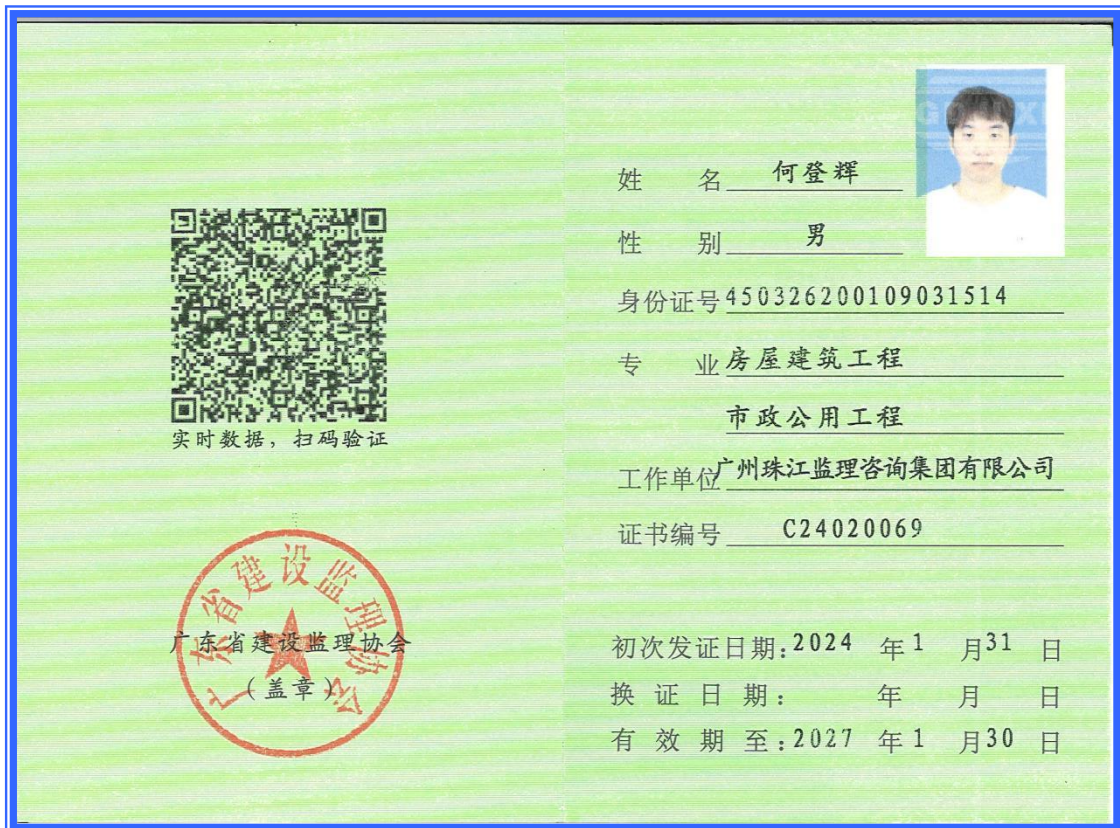 实时数据，扫码验证
广东省建设监理协会
广东省建设监理协会
（盖章）
姓 名 何登辉
性 别 男
身份证号 450326200109031514
专 业 房屋建筑工程
市政公用工程
工作单位 广州珠江监理咨询集团有限公司
证书编号 C24020069
初次发证日期：2024 年 1 月 31 日
换证日期： 年 月 日
有效期至：2027 年 1 月 30 日